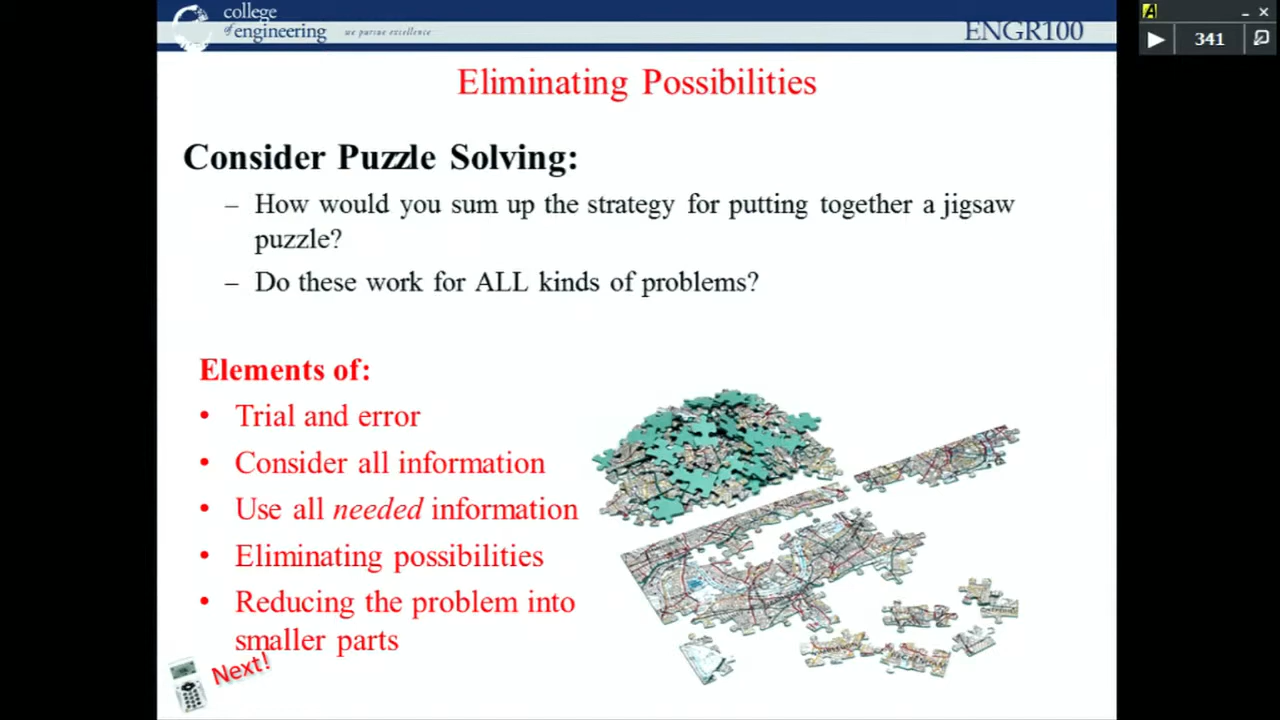 college
of engineering we pursue excellence
ENGR100
341
Eliminating Possibilities
Consider Puzzle Solving:
– How would you sum up the strategy for putting together a jigsaw
puzzle?
– Do these work for ALL kinds of problems?
Elements of:
• Trial and error
• Consider all information
• Use all needed information
• Eliminating possibilities
• Reducing the problem into
smaller parts
Next!